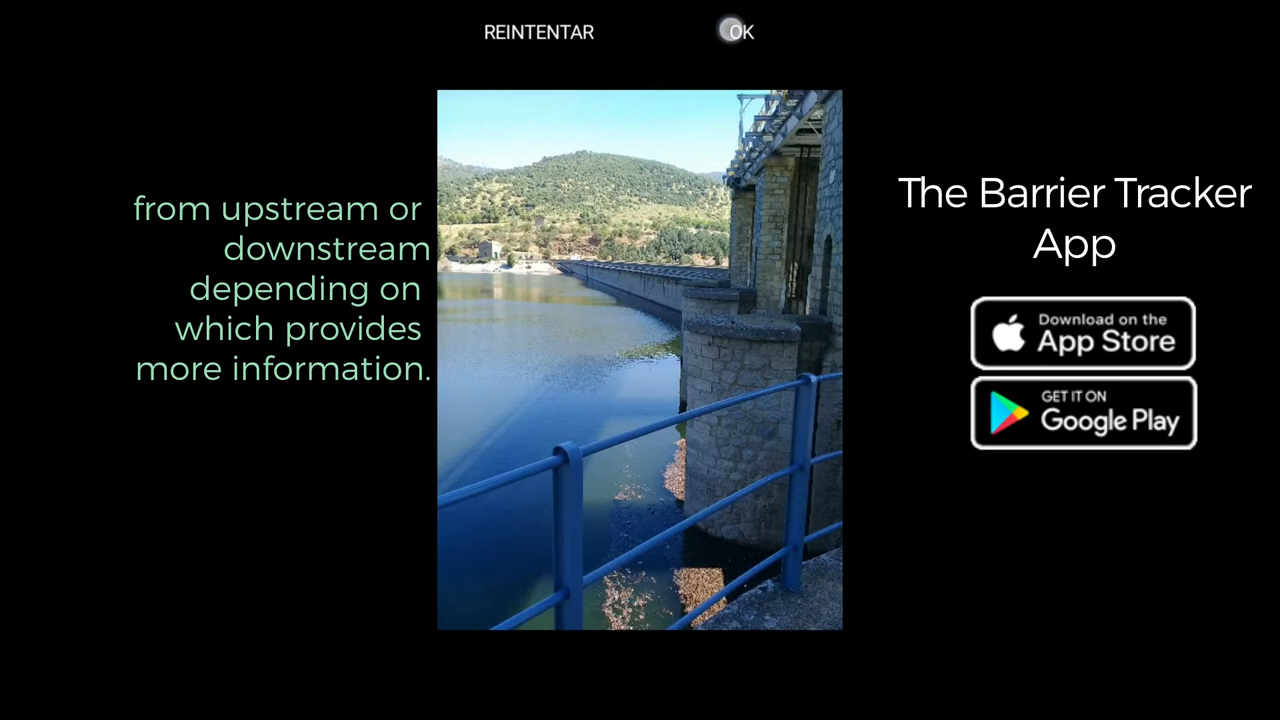 REINTENTAR
OK
from upstream or
downstream
depending on
which provides
more information.
The Barrier Tracker
App
Download on the
App Store
GET IT ON
Google Play